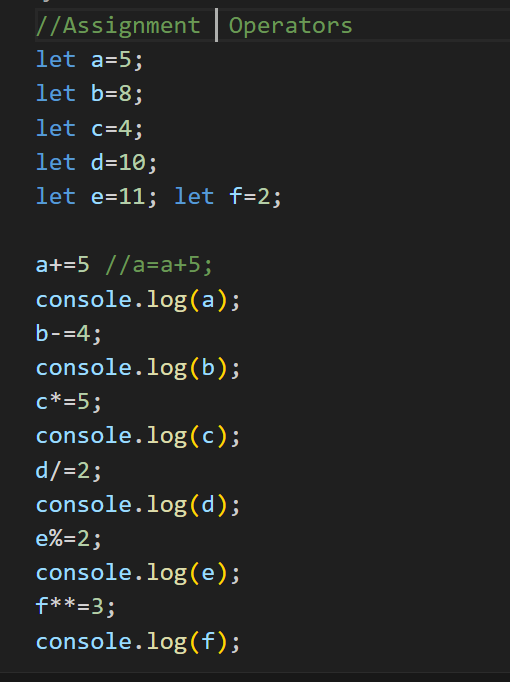 //Assignment  Operators
let a=5;
let b=8;
let c=4;
let d=10;
let e=11; let f=2;
a+=5 //a=a+5;
console.log(a);
b-=4;
console.log(b);
c*=5;
console.log(c);
d/=2;
console.log(d);
e%=2;
console.log(e);
f**=3;
console.log(f);